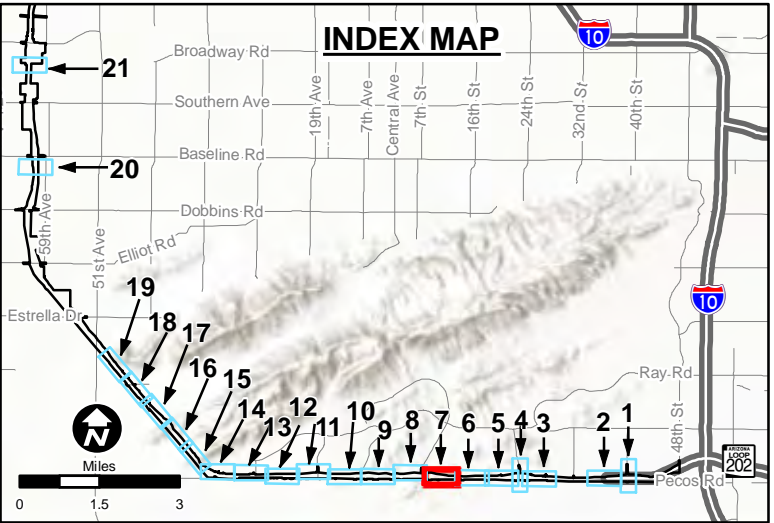 INDEX MAP
10
Broadway Rd
21
Southern Ave
19th Ave
7th Ave
Central Ave
7th St
16th St
24th St
32nd St
40th St
Baseline Rd
20
Dobbins Rd
59th Ave
51st Ave
Elliot Rd
19
Estrella Dr
18
17
16
15
14
13
12
11
10
9
8
7
6
5
4
3
2
1
10
Ray Rd
48th St
ARIZONA
LOOP
202
Pecos Rd
N
Miles
0 1.5 3